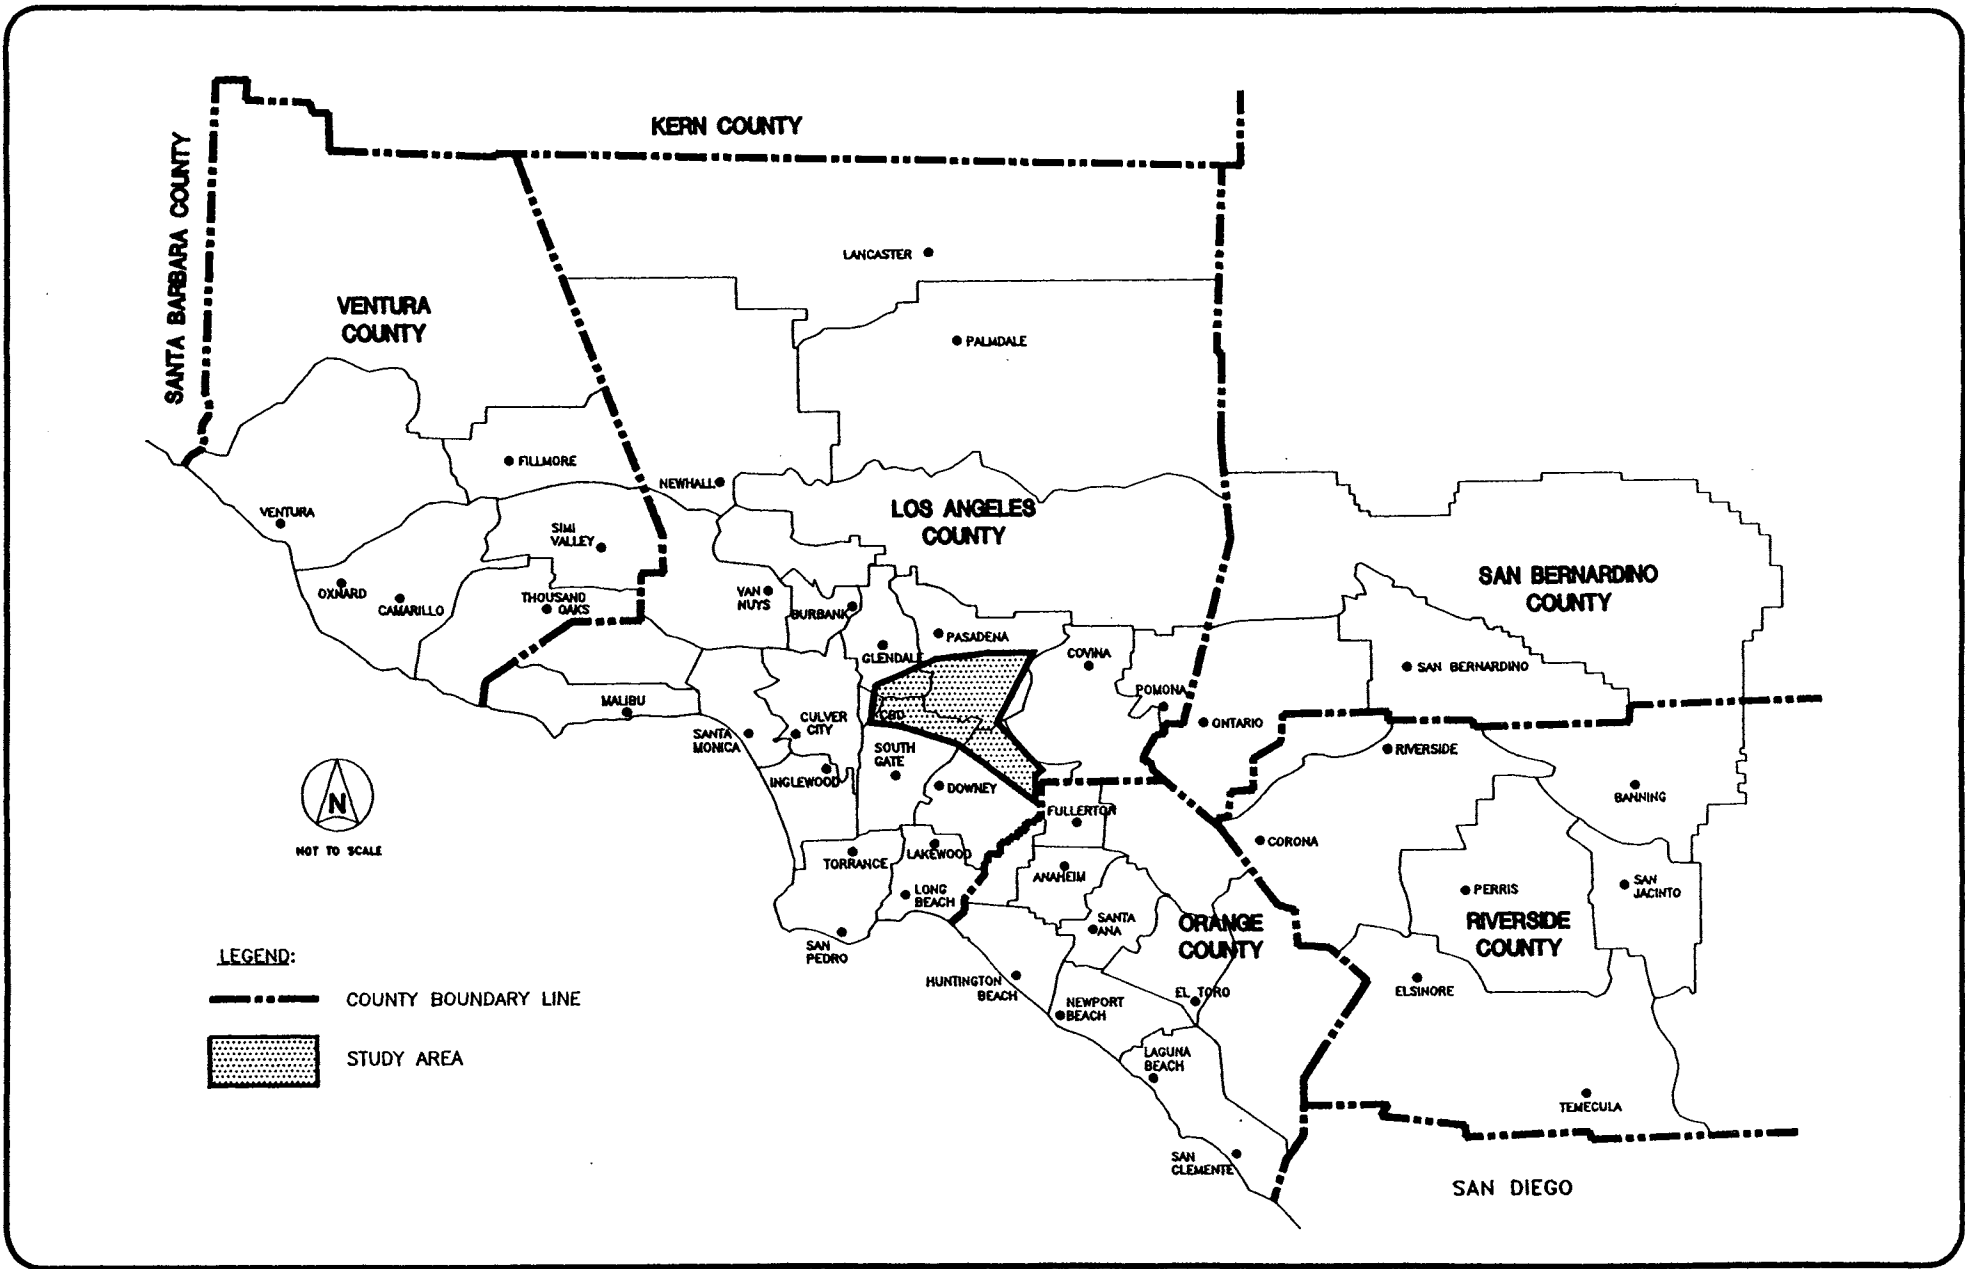 KERN COUNTY
SANTA BARBARA COUNTY
LANCASTER
VENTURA
COUNTY
PALMDALE
FILLMORE
NEWHALL
LOS ANGELES
COUNTY
VENTURA
SIMI
VALLEY
SAN BERNARDINO
COUNTY
OXNARD
CAMARILLO
THOUSAND
OAKS
VAN
NUYS
BURBANK
PASADENA
GLENDALE
COVINA
SAN BERNARDINO
POMONA
MALIBU
CULVER
CITY
CBD
ONTARIO
SANTA
MONICA
SOUTH
GATE
RIVERSIDE
INGLEWOOD
DOWNEY
BANNING
FULLERTON
N
NOT TO SCALE
CORONA
TORRANCE
LAKEWOOD
ANAHEIM
LONG
BEACH
PERRIS
SAN
JACINTO
SANTA
ANA
ORANGE
COUNTY
RIVERSIDE
COUNTY
SAN
PEDRO
LEGEND:
HUNTINGTON
BEACH
EL TORO
ELSINORE
COUNTY BOUNDARY LINE
NEWPORT
BEACH
STUDY AREA
LAGUNA
BEACH
TEMECULA
SAN
CLEMENTE
SAN DIEGO